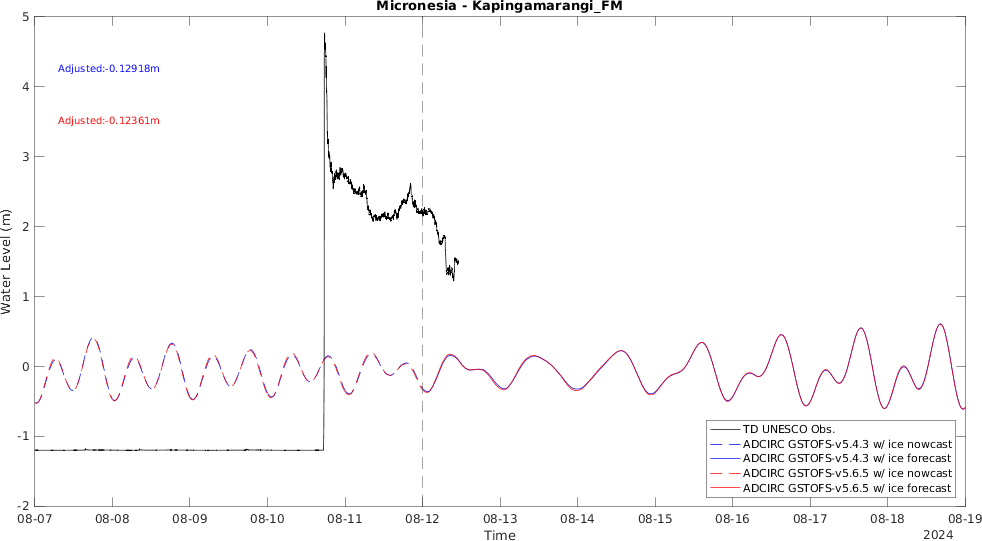 Micronesia - Kapingamarangi_FM
5
4
3
2
1
0
-1
-2
Water Level (m)
Adjusted:-0.12918m
Adjusted:-0.12361m
TD UNESCO Obs.
ADCIRC GSTOFS-v5.4.3 w/ ice nowcast
ADCIRC GSTOFS-v5.4.3 w/ ice forecast
ADCIRC GSTOFS-v5.6.5 w/ ice nowcast
ADCIRC GSTOFS-v5.6.5 w/ ice forecast
08-07 08-08 08-09 08-10 08-11 08-12 08-13 08-14 08-15 08-16 08-17 08-18 08-19
Time
2024